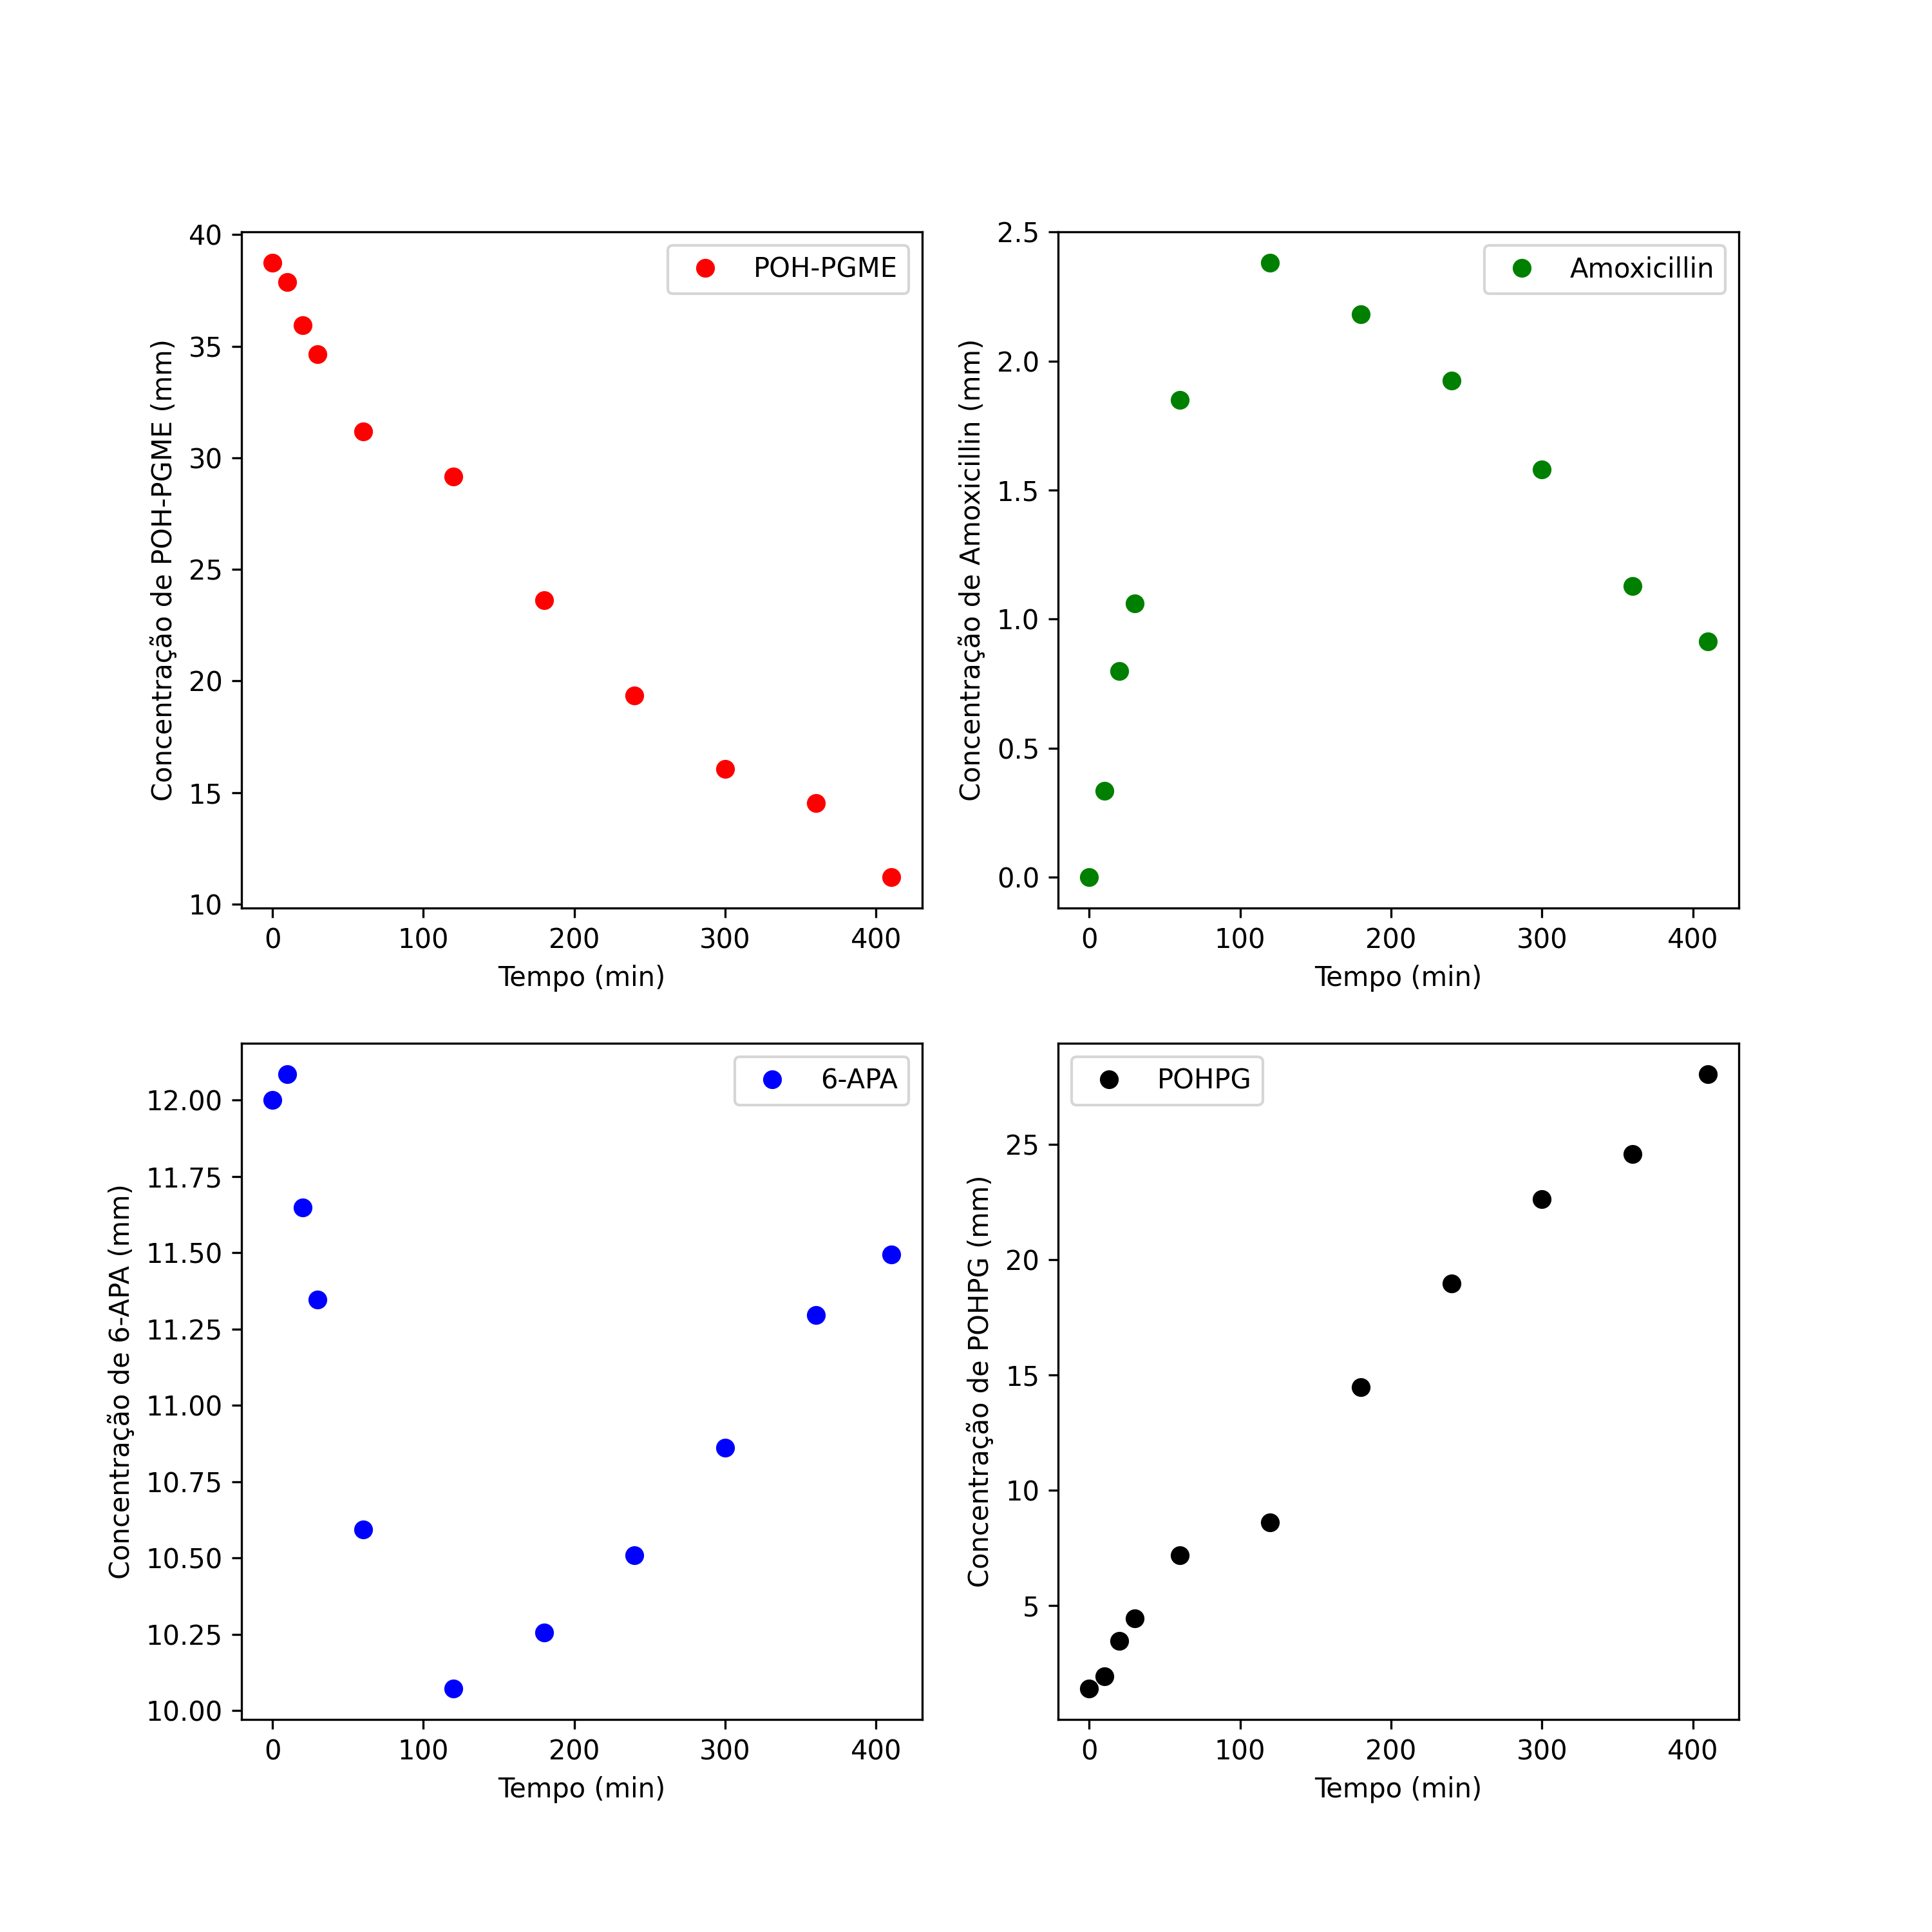 40
35
30
25
20
15
10
Concentração de POH-PGME (mm)
POH-PGME
0 100 200 300 400
Tempo (min)
2.5
2.0
1.5
1.0
0.5
0.0
Concentração de Amoxicillin (mm)
Amoxicillin
0 100 200 300 400
Tempo (min)
12.00
11.75
11.50
11.25
11.00
10.75
10.50
10.25
10.00
Concentração de 6-APA (mm)
6-APA
0 100 200 300 400
Tempo (min)
25
20
15
10
5
Concentração de POHPG (mm)
POHPG
0 100 200 300 400
Tempo (min)